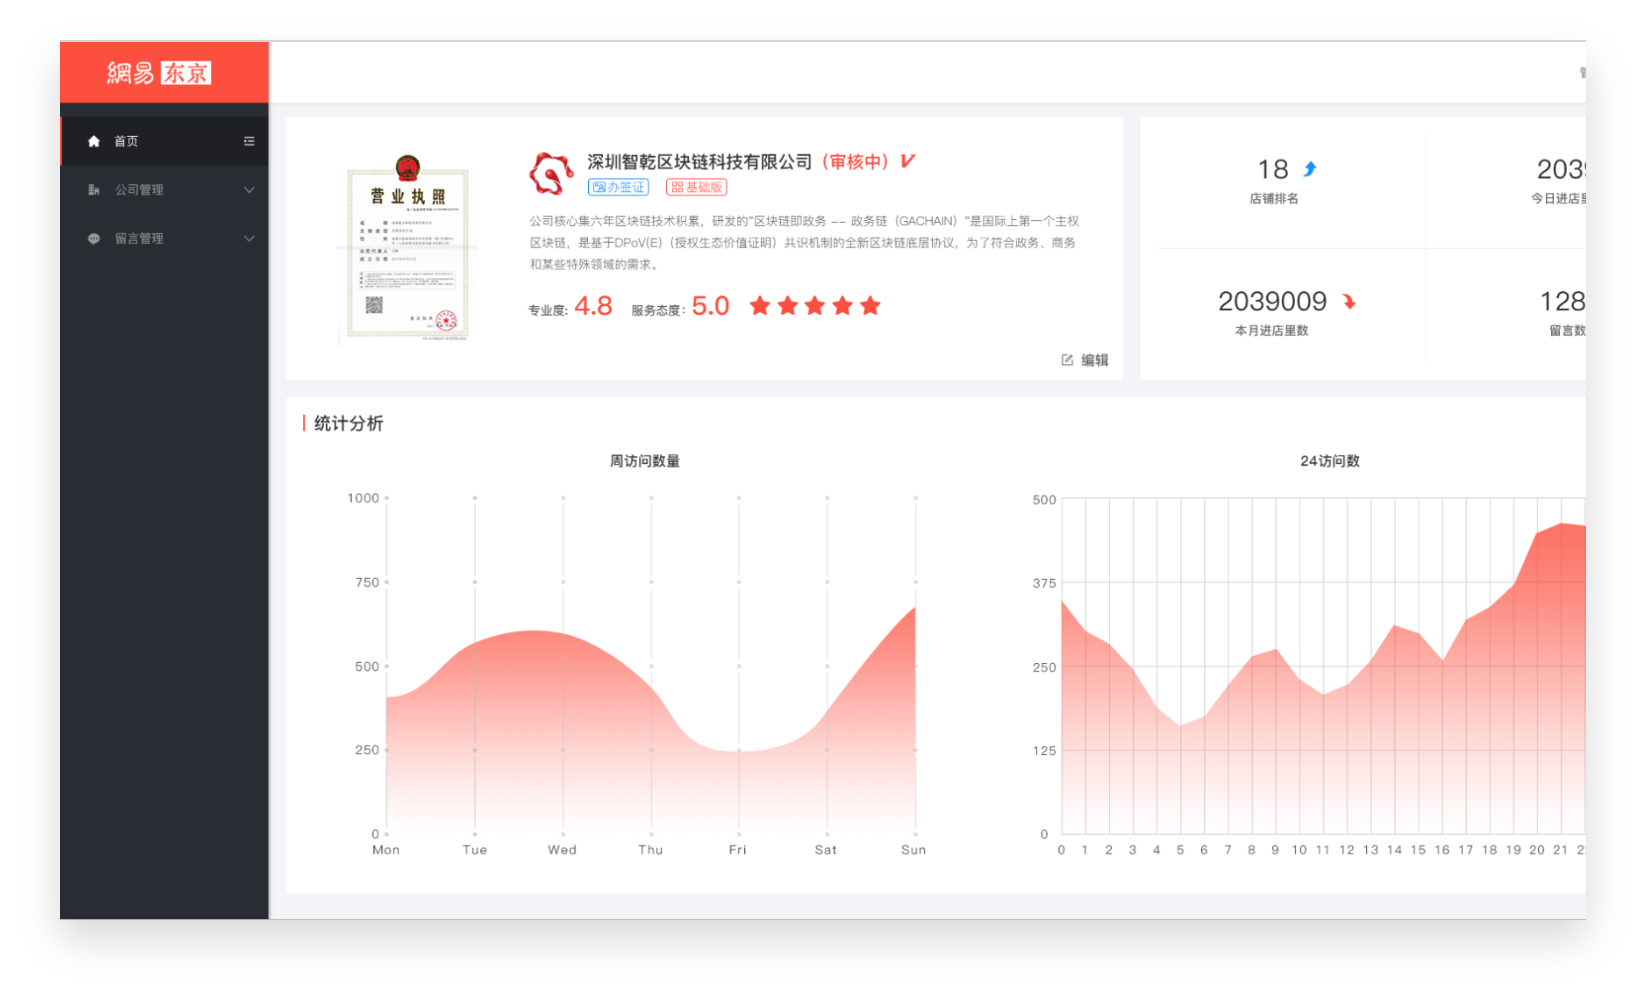 網易 东京
首页
公司管理
留言管理
营业执照
深圳智乾区块链科技有限公司（审核中）V
办签证 基础版
公司核心集六年区块链技术积累，研发的"区块链即政务 -- 政务链（GACHAIN）"是国际上第一个主权
区块链，是基于DPoV(E)（授权生态价值证明）共识机制的全新区块链底层协议，为了符合政务、商务
和某些特殊领域的需求。
专业度: 4.8 服务态度: 5.0
编辑
18
店铺排名
2039
今日进店
2039009
本月进店里数
128
留言数
统计分析
周访问数量
1000
750
500
250
0
Mon Tue Wed Thu Fri Sat Sun
24访问数
500
375
250
125
0
0 1 2 3 4 5 6 7 8 9 10 11 12 13 14 15 16 17 18 19 20 21